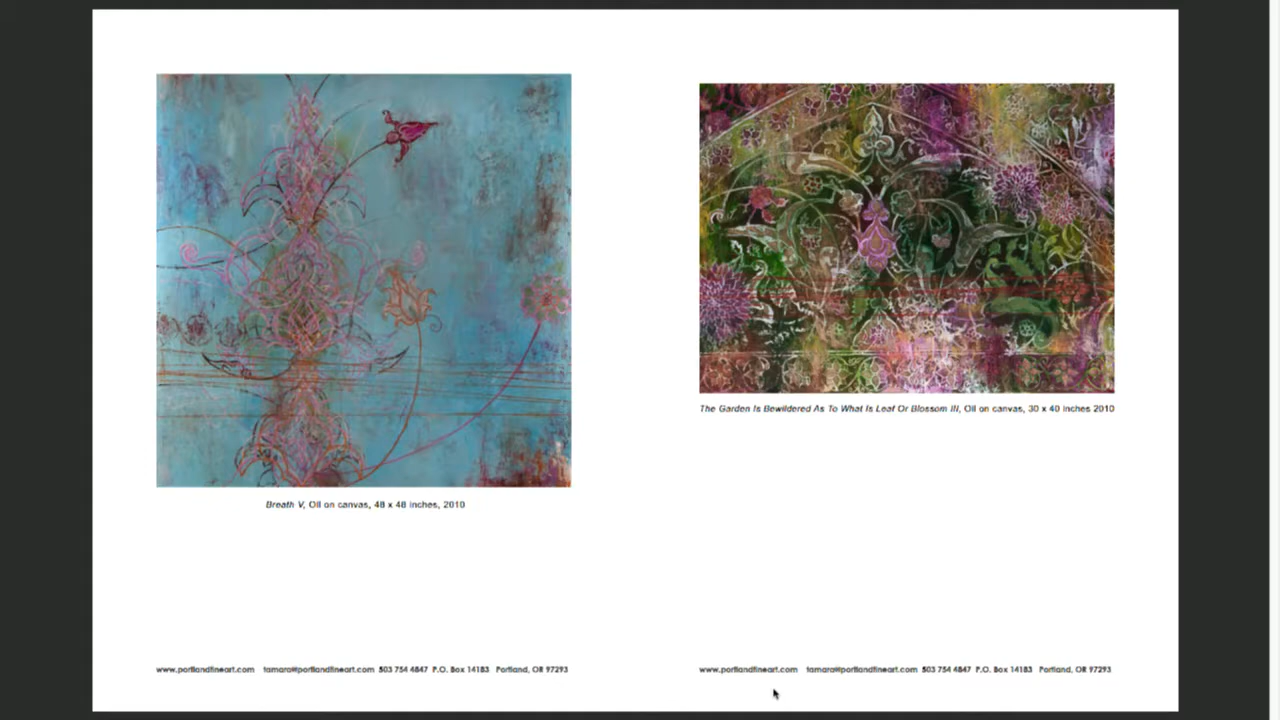 Breath V, Oil on canvas, 48 x 48 inches, 2010
The Garden Is Bewildered As To What Is Leaf Or Blossom III, Oil on canvas, 30 x 40 inches 2010
www.portlandfineart.com tamara@portlandfineart.com 503 754 4847 P.O. Box 14183 Portland, OR 97293
www.portlandfineart.com tamara@portlandfineart.com 503 754 4847 P.O. Box 14183 Portland, OR 97293